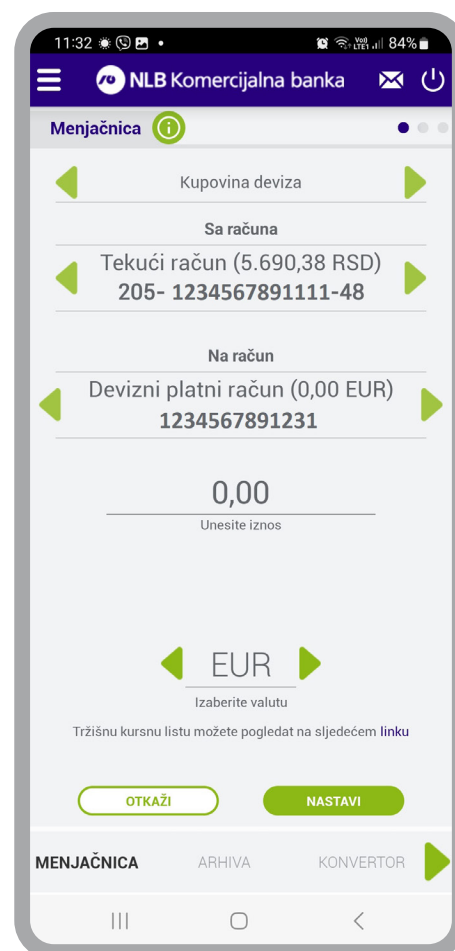 11:32
Vo)) LTE1 84%
NLB Komercijalna banka
Menjačnica i
Kupovina deviza
Sa računa
Tekući račun (5.690,38 RSD)
205- 1234567891111-48
Na račun
Devizni platni račun (0,00 EUR)
1234567891231
0,00
Unesite iznos
EUR
Izaberite valutu
Tržišnu kursnu listu možete pogledat na sljedećem linku
OTKAŽI
NASTAVI
MENJAČNICA
ARHIVA
KONVERTOR